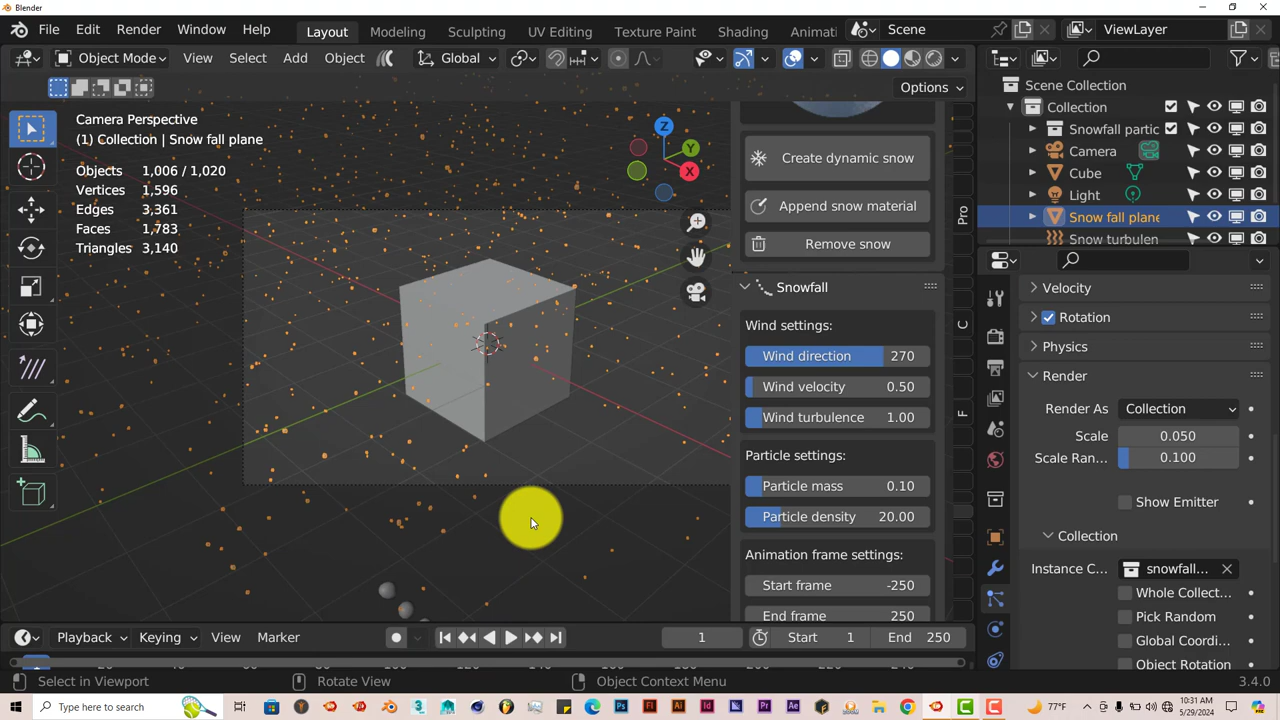 Blender
File Edit Render Window Help Layout Modeling Sculpting UV Editing Texture Paint Shading Animati Scene ViewLayer
Object Mode View Select Add Object Global
Options
Camera Perspective
(1) Collection | Snow fall plane
Objects 1,006 / 1,020
Vertices 1,596
Edges 3,361
Faces 1,783
Triangles 3,140
Z
Y
X
Create dynamic snow
Append snow material
Remove snow
Snowfall
Wind settings:
Wind direction 270
Wind velocity 0.50
Wind turbulence 1.00
Particle settings:
Particle mass 0.10
Particle density 20.00
Animation frame settings:
Start frame -250
End frame 250
Pro
C
F
Scene Collection
Collection
Snowfall partic
Camera
Cube
Light
Snow fall plane
Snow turbulen
Velocity
Rotation
Physics
Render
Render As Collection
Scale 0.050
Scale Ran... 0.100
Show Emitter
Collection
Instance C... snowfall...
Whole Collect...
Pick Random
Global Coordi...
Object Rotation
Playback Keying View Marker 1 Start 1 End 250
Select in Viewport Rotate View Object Context Menu 3.4.0
Type here to search 77°F 10:31 AM
5/29/2024